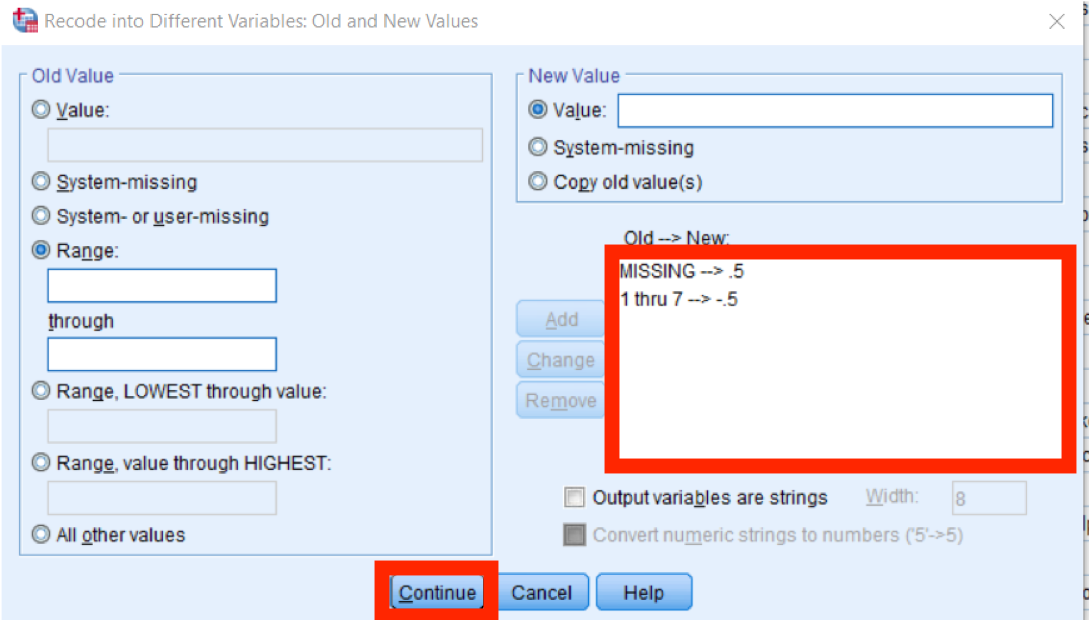 Recode into Different Variables: Old and New Values
Old Value
Value:
System-missing
System- or user-missing
Range:
through
Range, LOWEST through value:
Range, value through HIGHEST:
All other values
New Value
Value:
System-missing
Copy old value(s)
Old --> New:
MISSING --> .5
1 thru 7 --> -.5
Add
Change
Remove
Output variables are strings Width: 8
Convert numeric strings to numbers ('5'->5)
Continue Cancel Help